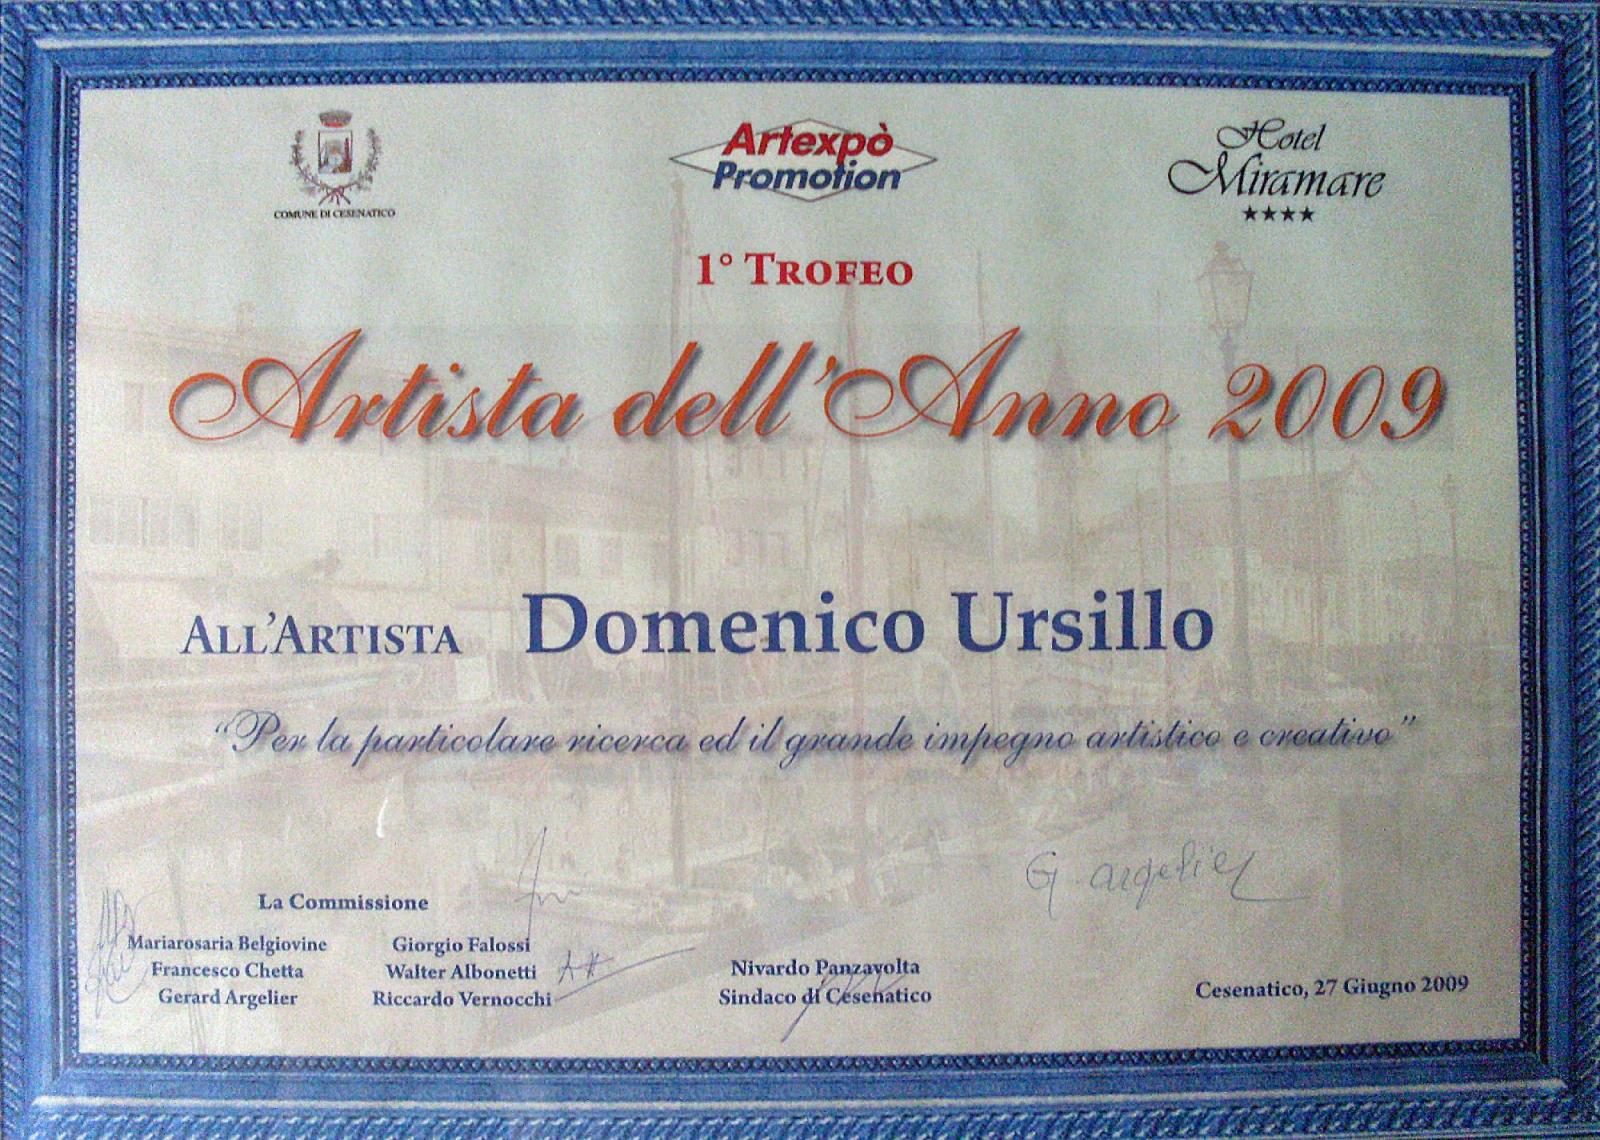 COMUNE DI CESENATICO
Artexpò
Promotion
Hotel
Miramare
1° TROFEO
Artista dell'Anno 2009
ALL'ARTISTA Domenico Ursillo
“Per la particolare ricerca ed il grande impegno artistico e creativo”
G. argelier
La Commissione
Mariarosaria Belgiovine
Francesco Chetta
Gerard Argelier
Giorgio Falossi
Walter Albonetti
Riccardo Vernocchi
Nivardo Panzavolta
Sindaco di Cesenatico
Cesenatico, 27 Giugno 2009